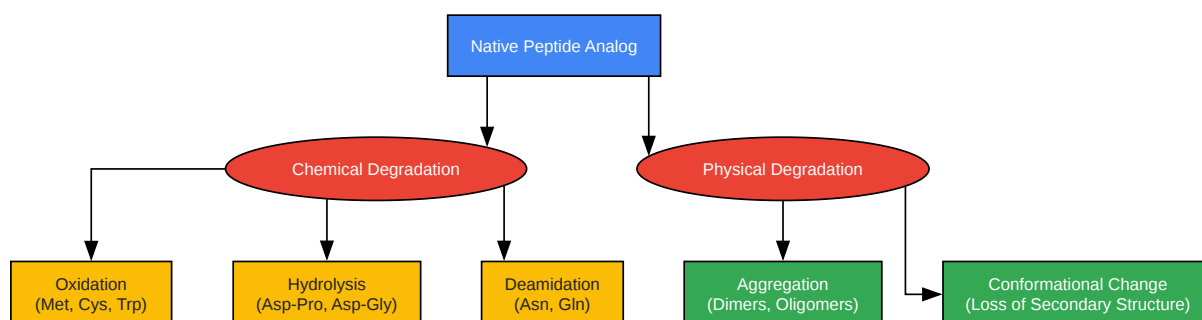 Native Peptide Analog
Chemical Degradation
Physical Degradation
Oxidation
(Met, Cys, Trp)
Hydrolysis
(Asp-Pro, Asp-Gly)
Deamidation
(Asn, Gln)
Aggregation
(Dimers, Oligomers)
Conformational Change
(Loss of Secondary Structure)